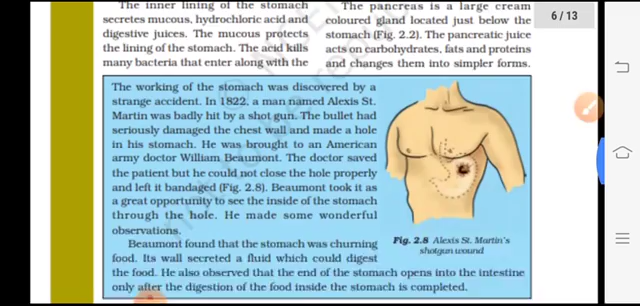 The inner lining of the stomach
secretes mucous, hydrochloric acid and
digestive juices. The mucous protects
the lining of the stomach. The acid kills
many bacteria that enter along with the
The pancreas is a large cream
coloured gland located just below the
stomach (Fig. 2.2). The pancreatic juice
acts on carbohydrates, fats and proteins
and changes them into simpler forms.
6 / 13
The working of the stomach was discovered by a
strange accident. In 1822, a man named Alexis St.
Martin was badly hit by a shot gun. The bullet had
seriously damaged the chest wall and made a hole
in his stomach. He was brought to an American
army doctor William Beaumont. The doctor saved
the patient but he could not close the hole properly
and left it bandaged (Fig. 2.8). Beaumont took it as
a great opportunity to see the inside of the stomach
through the hole. He made some wonderful
observations.
Beaumont found that the stomach was churning
food. Its wall secreted a fluid which could digest
the food. He also observed that the end of the stomach opens into the intestine
only after the digestion of the food inside the stomach is completed.
Fig. 2.8 Alexis St. Martin's
shotgun wound